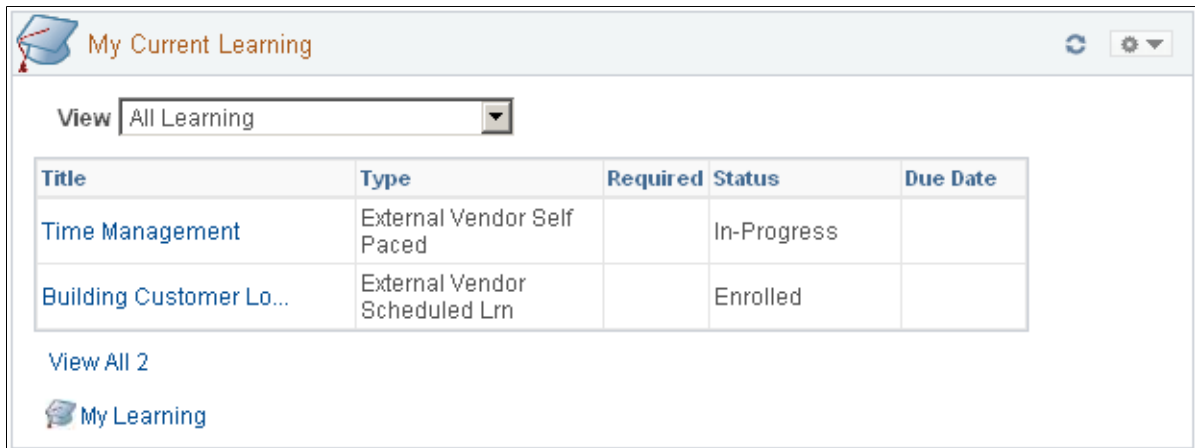 My Current Learning
View All Learning
Title Type Required Status Due Date
Time Management External Vendor Self Paced In-Progress
Building Customer Lo... External Vendor Scheduled Lrn Enrolled
View All 2
My Learning